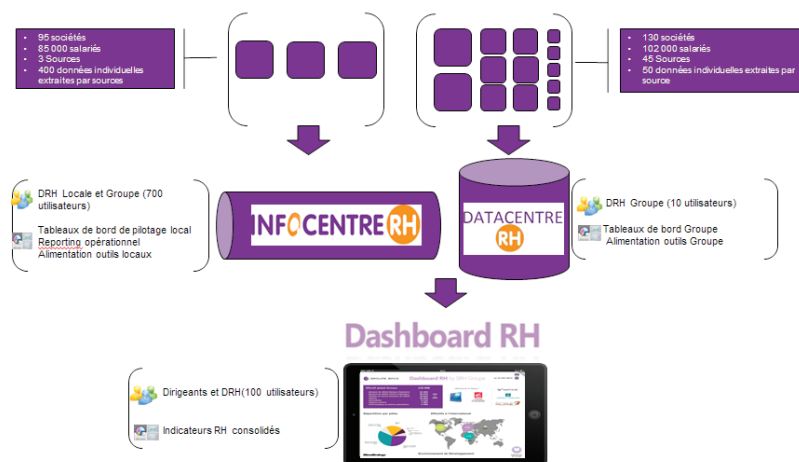 95 sociétés
85 000 salariés
3 Sources
400 données individuelles
extraites par sources
130 sociétés
102 000 salariés
45 Sources
50 données individuelles extraites par
source
DRH Locale et Groupe (700
utilisateurs)
Tableaux de bord de pilotage local
Reporting opérationnel
Alimentation outils locaux
INFOCENTRE RH
DATACENTRE
RH
DRH Groupe (10 utilisateurs)
Tableaux de bord Groupe
Alimentation outils Groupe
Dashboard RH
Dirigeants et DRH(100 utilisateurs)
Indicateurs RH consolidés
Dashboard RH by DRH Groupe